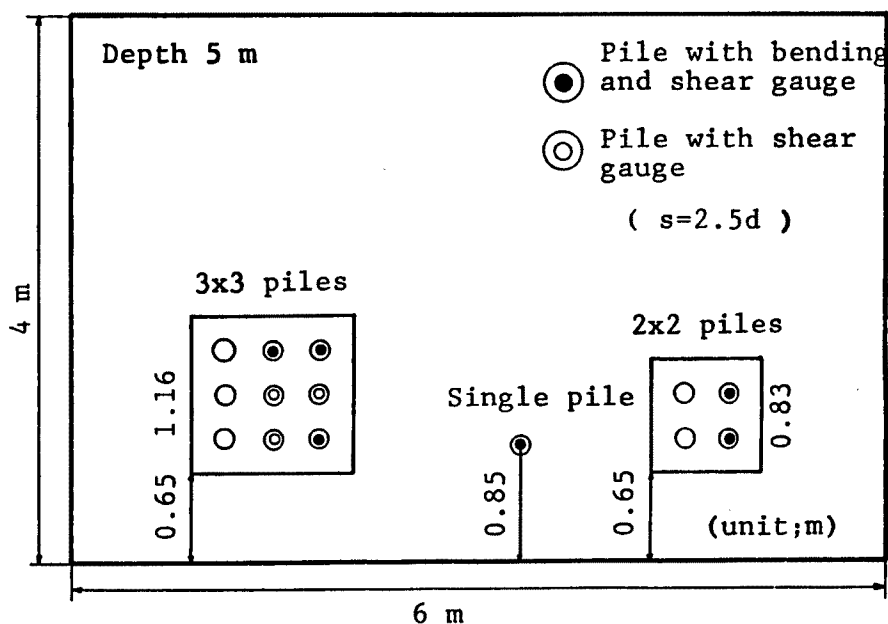 Depth 5 m
Pile with bending
and shear gauge
Pile with shear
gauge
( s=2.5d )
3x3 piles
2x2 piles
4 m
1.16
Single pile
0.83
0.65
0.85
0.65
(unit;m)
6 m